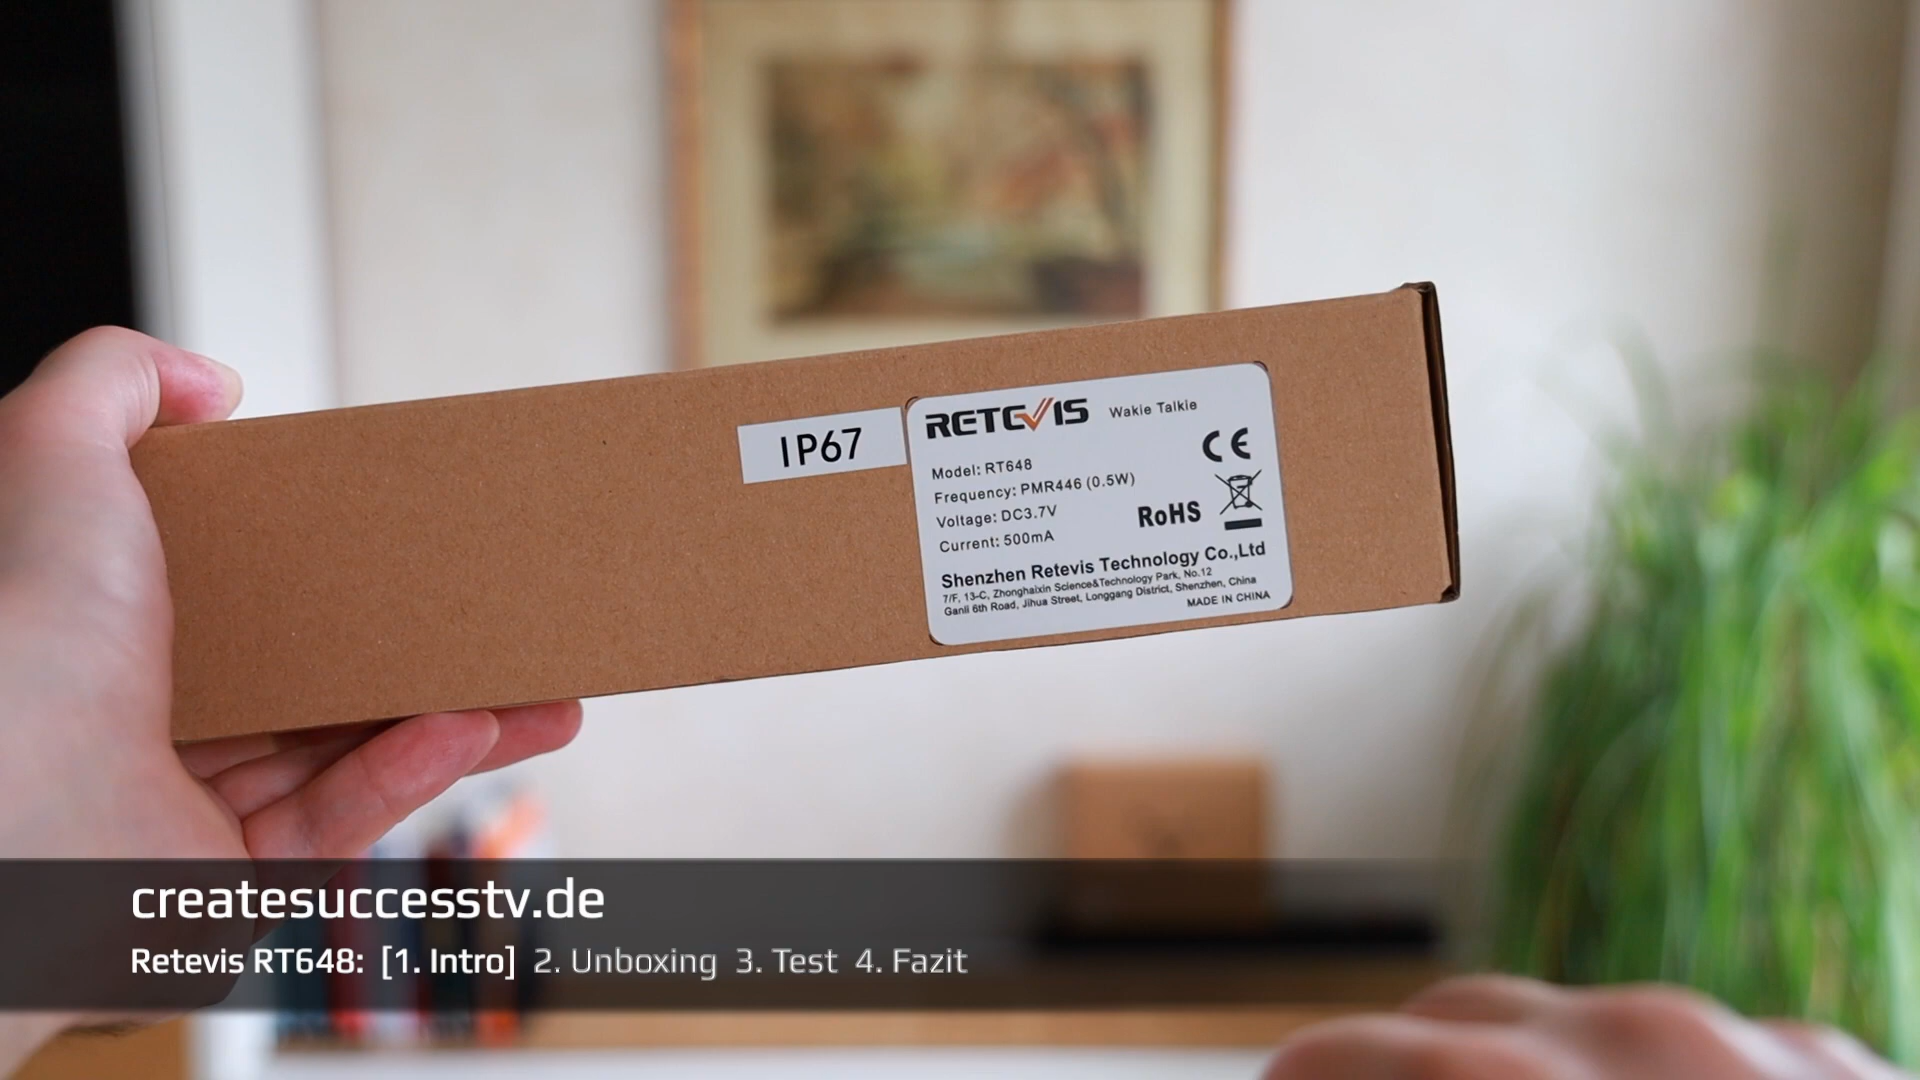 IP67
RETEVIS Wakie Talkie
Model: RT648
Frequency: PMR446 (0.5W)
Voltage: DC3.7V
Current: 500mA
CE
RoHS
Shenzhen Retevis Technology Co.,Ltd
7/F, 13-C, Zhonghaixin Science&Technology Park, No.12
Ganli 6th Road, Jihua Street, Longgang District, Shenzhen, China
MADE IN CHINA
createsuccesstv.de
Retevis RT648: [1. Intro] 2. Unboxing 3. Test 4. Fazit